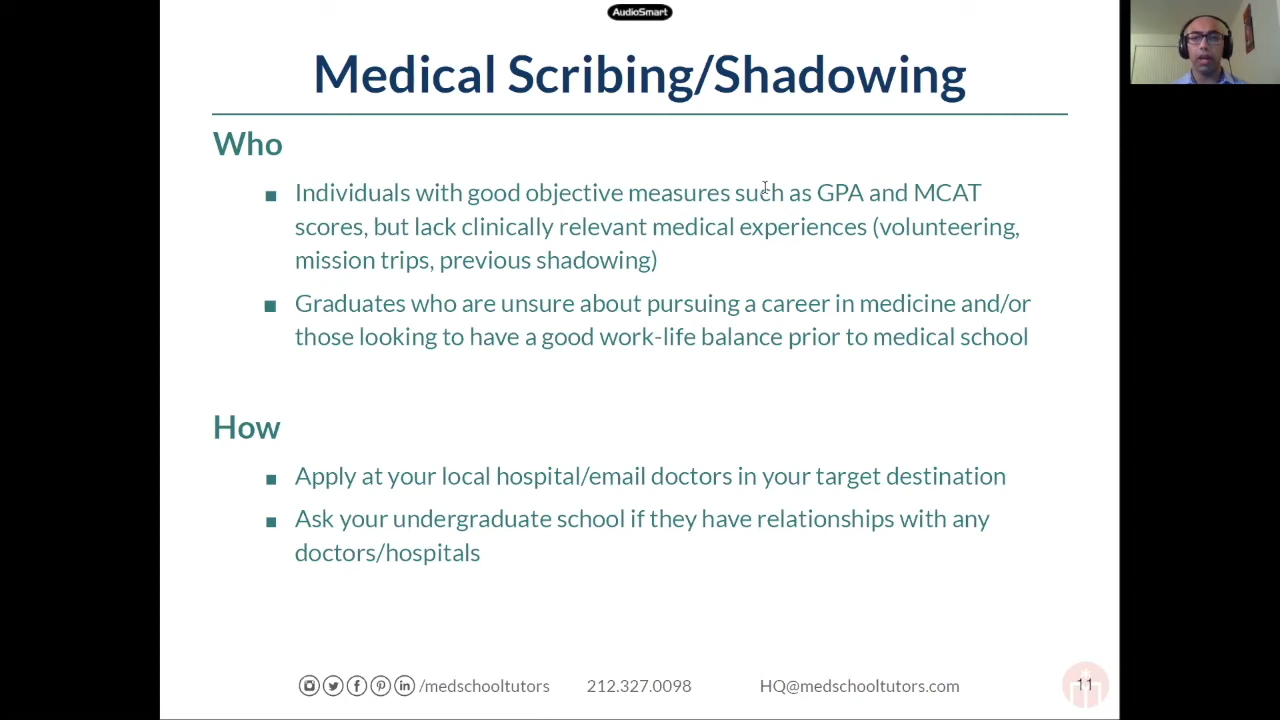 AudioSmart
Medical Scribing/Shadowing
Who
■ Individuals with good objective measures such as GPA and MCAT
scores, but lack clinically relevant medical experiences (volunteering,
mission trips, previous shadowing)
■ Graduates who are unsure about pursuing a career in medicine and/or
those looking to have a good work-life balance prior to medical school
How
■ Apply at your local hospital/email doctors in your target destination
■ Ask your undergraduate school if they have relationships with any
doctors/hospitals
/medschooltutors 212.327.0098 HQ@medschooltutors.com 11